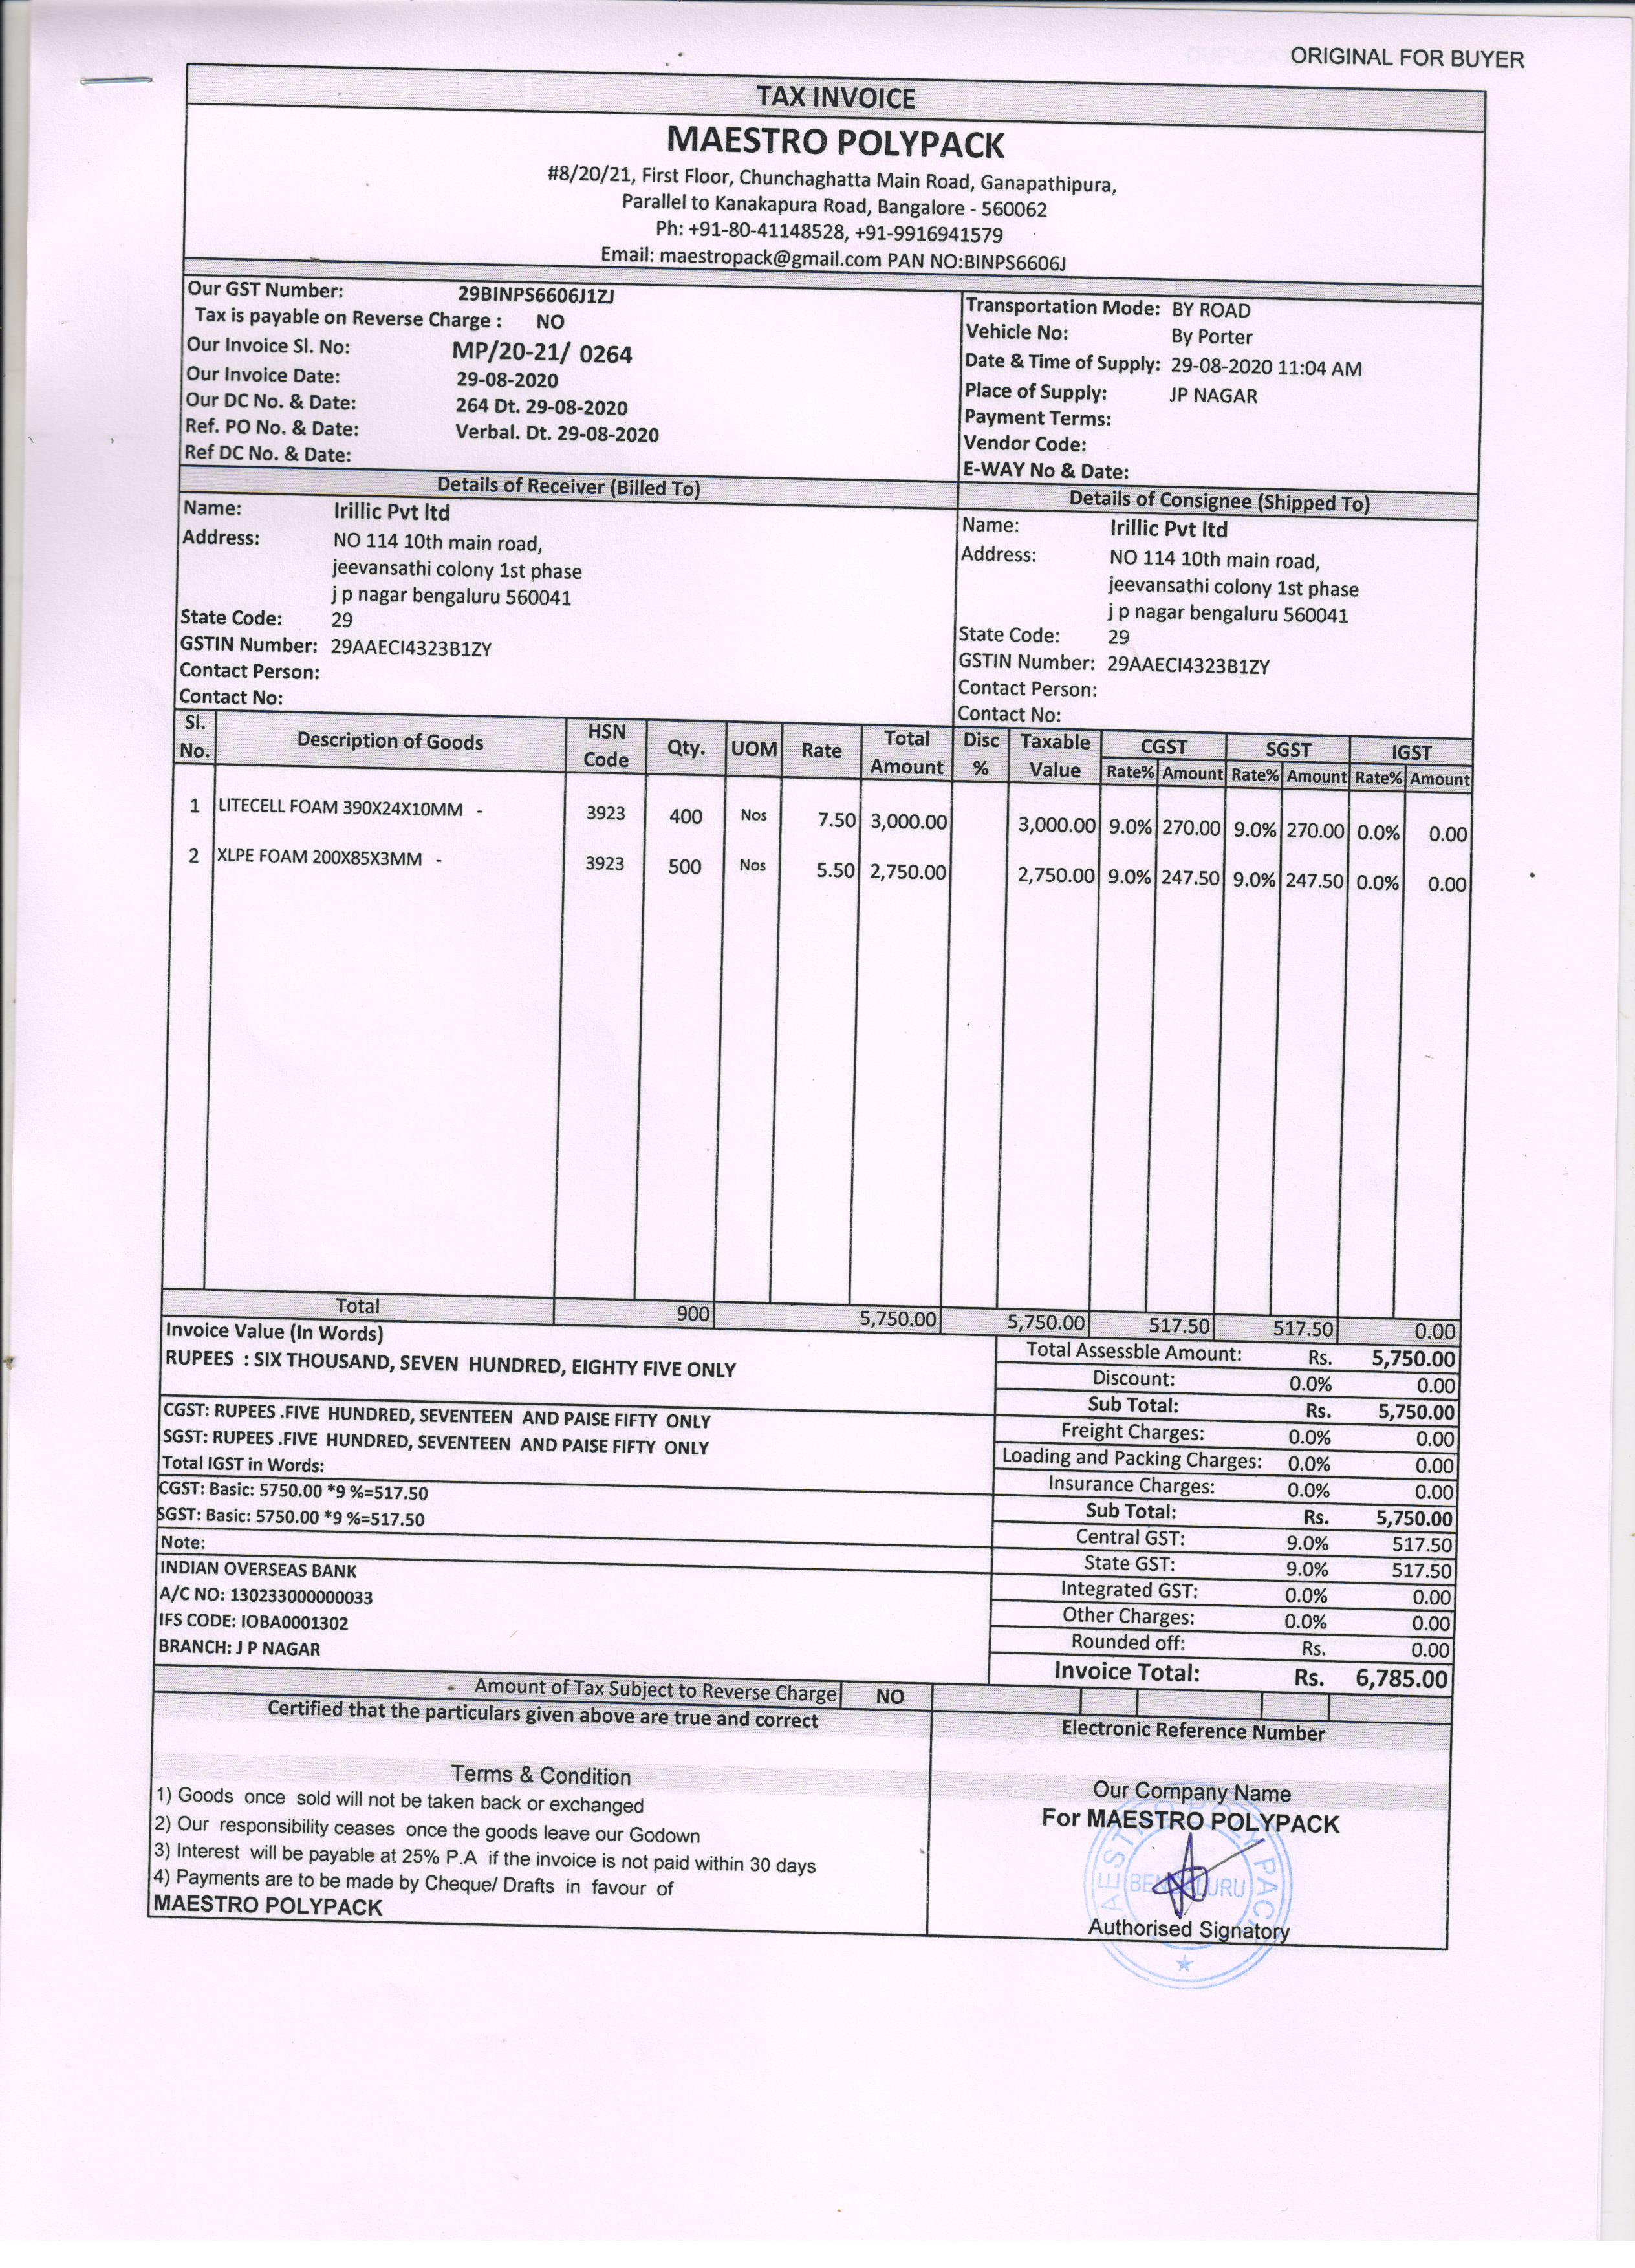 ORIGINAL FOR BUYER
TAX INVOICE
MAESTRO POLYPACK
#8/20/21, First Floor, Chunchaghatta Main Road, Ganapathipura,
Parallel to Kanakapura Road, Bangalore - 560062
Ph: +91-80-41148528, +91-9916941579
Email: maestropack@gmail.com PAN NO:BINPS6606J
Our GST Number: 29BINPS6606J1ZJ
Tax is payable on Reverse Charge : NO
Our Invoice Sl. No: MP/20-21/ 0264
Our Invoice Date: 29-08-2020
Our DC No. & Date: 264 Dt. 29-08-2020
Ref. PO No. & Date: Verbal. Dt. 29-08-2020
Ref DC No. & Date:
Transportation Mode: BY ROAD
Vehicle No: By Porter
Date & Time of Supply: 29-08-2020 11:04 AM
Place of Supply: JP NAGAR
Payment Terms:
Vendor Code:
E-WAY No & Date:
Details of Receiver (Billed To)
Name: Irillic Pvt ltd
Address: NO 114 10th main road,
jeevansathi colony 1st phase
j p nagar bengaluru 560041
State Code: 29
GSTIN Number: 29AAECI4323B1ZY
Contact Person:
Contact No:
Details of Consignee (Shipped To)
Name: Irillic Pvt ltd
Address: NO 114 10th main road,
jeevansathi colony 1st phase
j p nagar bengaluru 560041
State Code: 29
GSTIN Number: 29AAECI4323B1ZY
Contact Person:
Contact No:
Sl. No. Description of Goods HSN Code Qty. UOM Rate Total Amount Disc % Taxable Value CGST SGST IGST
Rate% Amount Rate% Amount Rate% Amount
1 LITECELL FOAM 390X24X10MM - 3923 400 Nos 7.50 3,000.00 3,000.00 9.0% 270.00 9.0% 270.00 0.0% 0.00
2 XLPE FOAM 200X85X3MM - 3923 500 Nos 5.50 2,750.00 2,750.00 9.0% 247.50 9.0% 247.50 0.0% 0.00
Total 900 5,750.00 5,750.00 517.50 517.50 0.00
Invoice Value (In Words)
RUPEES : SIX THOUSAND, SEVEN HUNDRED, EIGHTY FIVE ONLY
CGST: RUPEES .FIVE HUNDRED, SEVENTEEN AND PAISE FIFTY ONLY
SGST: RUPEES .FIVE HUNDRED, SEVENTEEN AND PAISE FIFTY ONLY
Total IGST in Words:
CGST: Basic: 5750.00 *9 %=517.50
SGST: Basic: 5750.00 *9 %=517.50
Note:
INDIAN OVERSEAS BANK
A/C NO: 130233000000033
IFS CODE: IOBA0001302
BRANCH: J P NAGAR
Total Assessble Amount: Rs. 5,750.00
Discount: 0.0% 0.00
Sub Total: Rs. 5,750.00
Freight Charges: 0.0% 0.00
Loading and Packing Charges: 0.0% 0.00
Insurance Charges: 0.0% 0.00
Sub Total: Rs. 5,750.00
Central GST: 9.0% 517.50
State GST: 9.0% 517.50
Integrated GST: 0.0% 0.00
Other Charges: 0.0% 0.00
Rounded off: Rs. 0.00
Invoice Total: Rs. 6,785.00
Amount of Tax Subject to Reverse Charge NO
Certified that the particulars given above are true and correct
Electronic Reference Number
Terms & Condition
1) Goods once sold will not be taken back or exchanged
2) Our responsibility ceases once the goods leave our Godown
3) Interest will be payable at 25% P.A if the invoice is not paid within 30 days
4) Payments are to be made by Cheque/ Drafts in favour of
MAESTRO POLYPACK
Our Company Name
For MAESTRO POLYPACK
MAESTRO POLYPACK
BENGALURU
Authorised Signatory